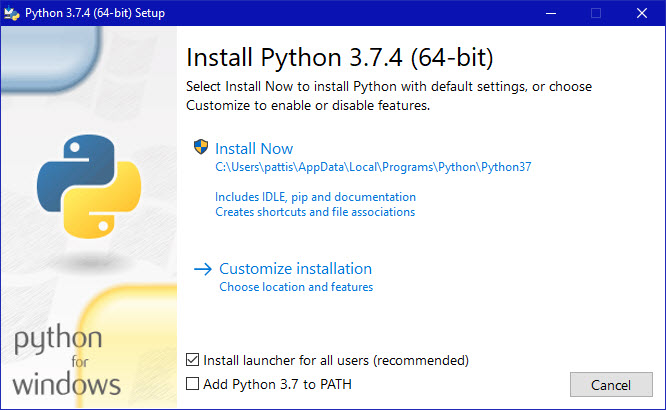 Python 3.7.4 (64-bit) Setup
Install Python 3.7.4 (64-bit)
Select Install Now to install Python with default settings, or choose
Customize to enable or disable features.
Install Now
C:\Users\pattis\AppData\Local\Programs\Python\Python37
Includes IDLE, pip and documentation
Creates shortcuts and file associations
Customize installation
Choose location and features
python
for
windows
Install launcher for all users (recommended)
Add Python 3.7 to PATH
Cancel